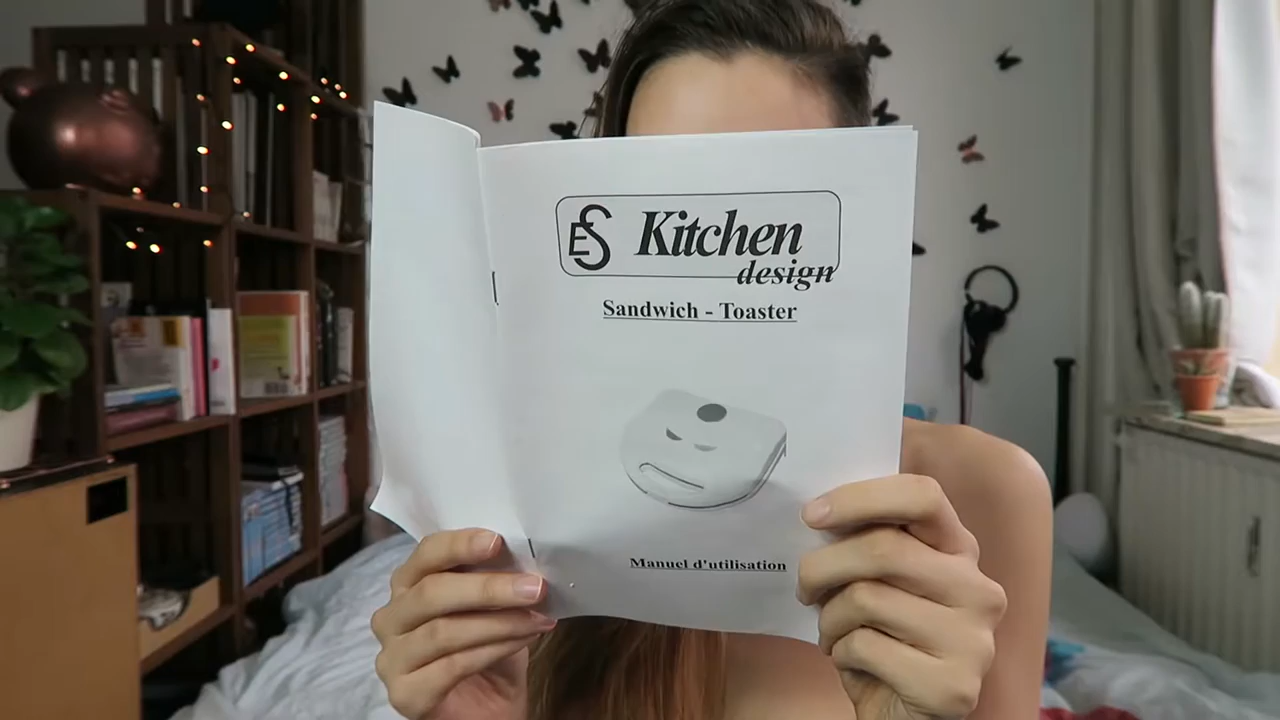 ES Kitchen
design
Sandwich - Toaster
Manuel d'utilisation